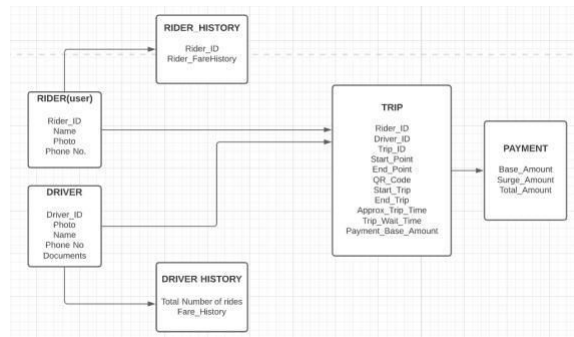 RIDER_HISTORY
Rider_ID
Rider_FareHistory
RIDER(user)
Rider_ID
Name
Photo
Phone No.
DRIVER
Driver_ID
Photo
Name
Phone No
Documents
DRIVER HISTORY
Total Number of rides
Fare_History
TRIP
Rider_ID
Driver_ID
Trip_ID
Start_Point
End_Point
QR_Code
Start_Trip
End_Trip
Approx_Trip_Time
Trip_Wait_Time
Payment_Base_Amount
PAYMENT
Base_Amount
Surge_Amount
Total_Amount